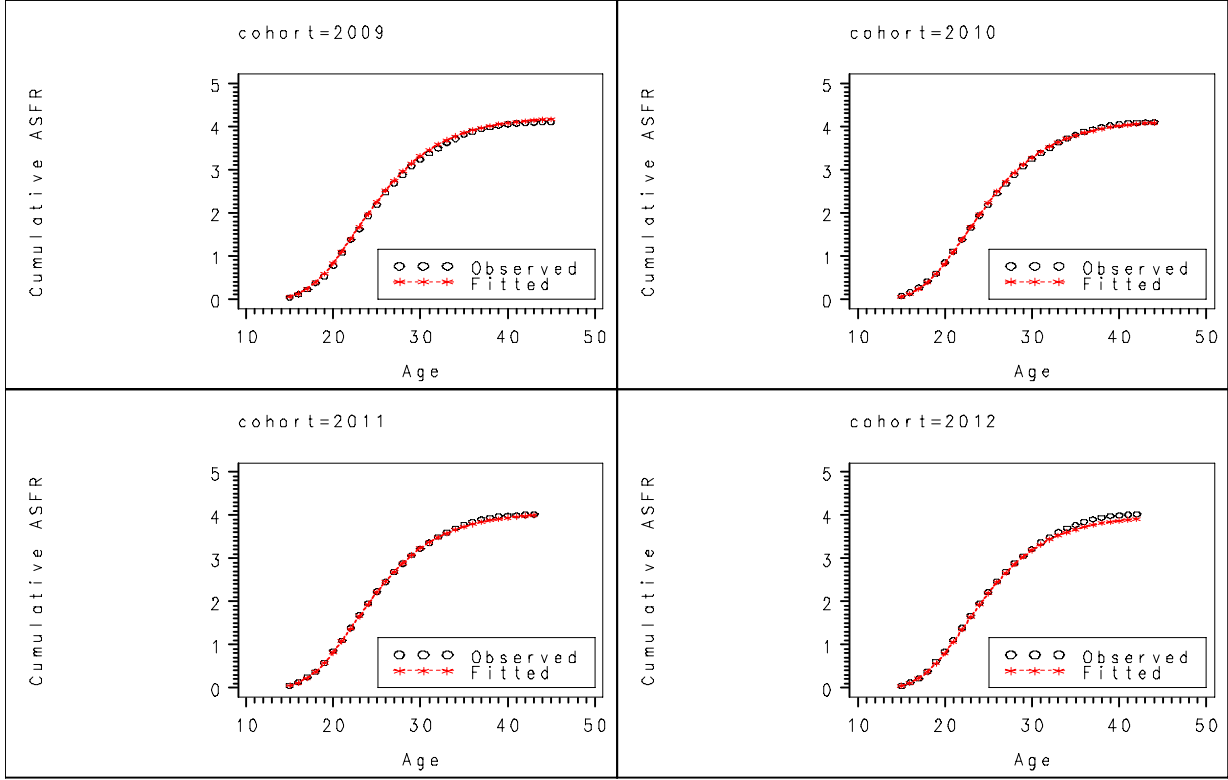 cohort=2009
Cumulative ASFR
5
4
3
2
1
0
Observed
Fitted
10 20 30 40 50
Age
cohort=2010
Cumulative ASFR
5
4
3
2
1
0
Observed
Fitted
10 20 30 40 50
Age
cohort=2011
Cumulative ASFR
5
4
3
2
1
0
Observed
Fitted
10 20 30 40 50
Age
cohort=2012
Cumulative ASFR
5
4
3
2
1
0
Observed
Fitted
10 20 30 40 50
Age